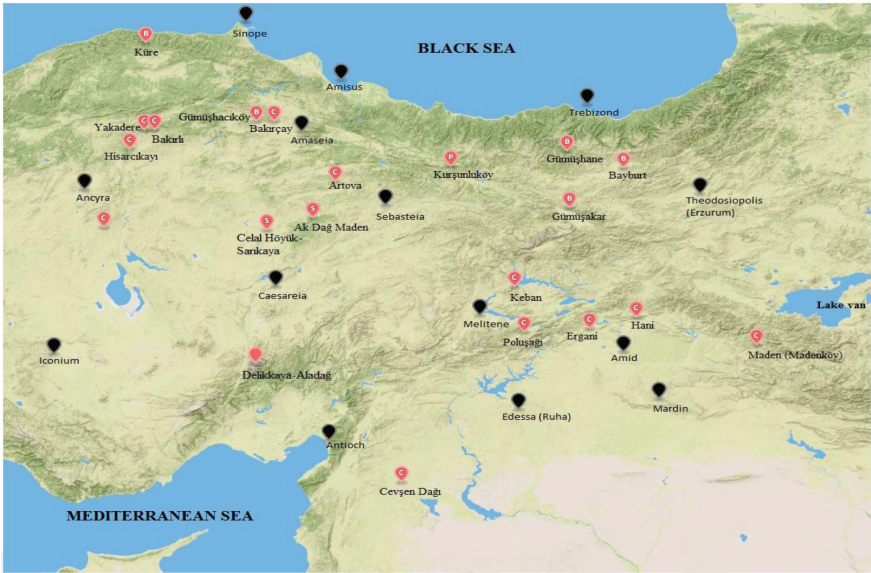 Sinope
B
Küre
BLACK SEA
Amisus
Trebizond
Gümüşhacıköy
B
C
Bakırçay
Amaseia
Yakadere
C
C
Bakırlı
Hisarcıkayı
C
B
Gümüşhane
B
Bayburt
P
Kurşunluköy
C
Artova
Ancyra
C
Sebasteia
Theodosiopolis
(Erzurum)
B
Gümüşakar
S
Ak Dağ Maden
S
Celal Höyük-
Sarıkaya
Caesareia
C
Keban
Melitene
C
Poluşağı
C
Ergani
C
Hani
Amid
Lake van
C
Maden (Madenköy)
Iconium
Delikkaya-Aladağ
Edessa (Ruha)
Mardin
Antioch
C
Cevşen Dağı
MEDITERRANEAN SEA